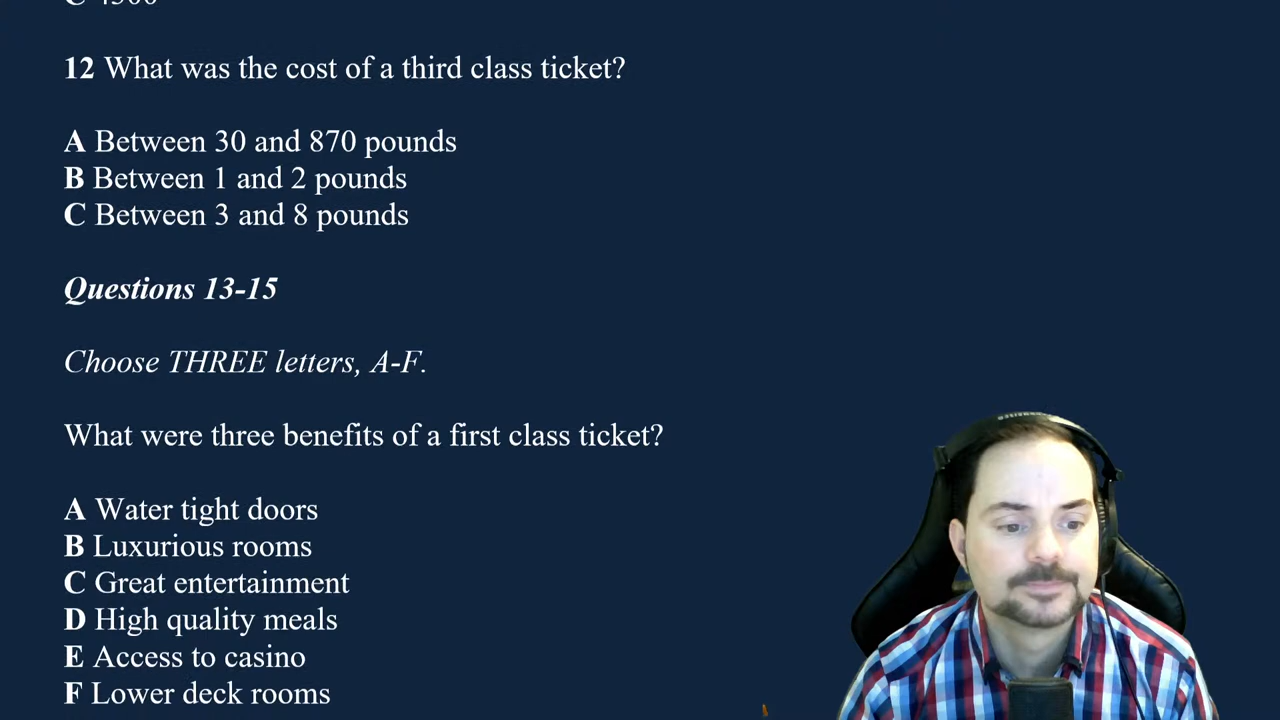 12 What was the cost of a third class ticket?
A Between 30 and 870 pounds
B Between 1 and 2 pounds
C Between 3 and 8 pounds
Questions 13-15
Choose THREE letters, A-F.
What were three benefits of a first class ticket?
A Water tight doors
B Luxurious rooms
C Great entertainment
D High quality meals
E Access to casino
F Lower deck rooms